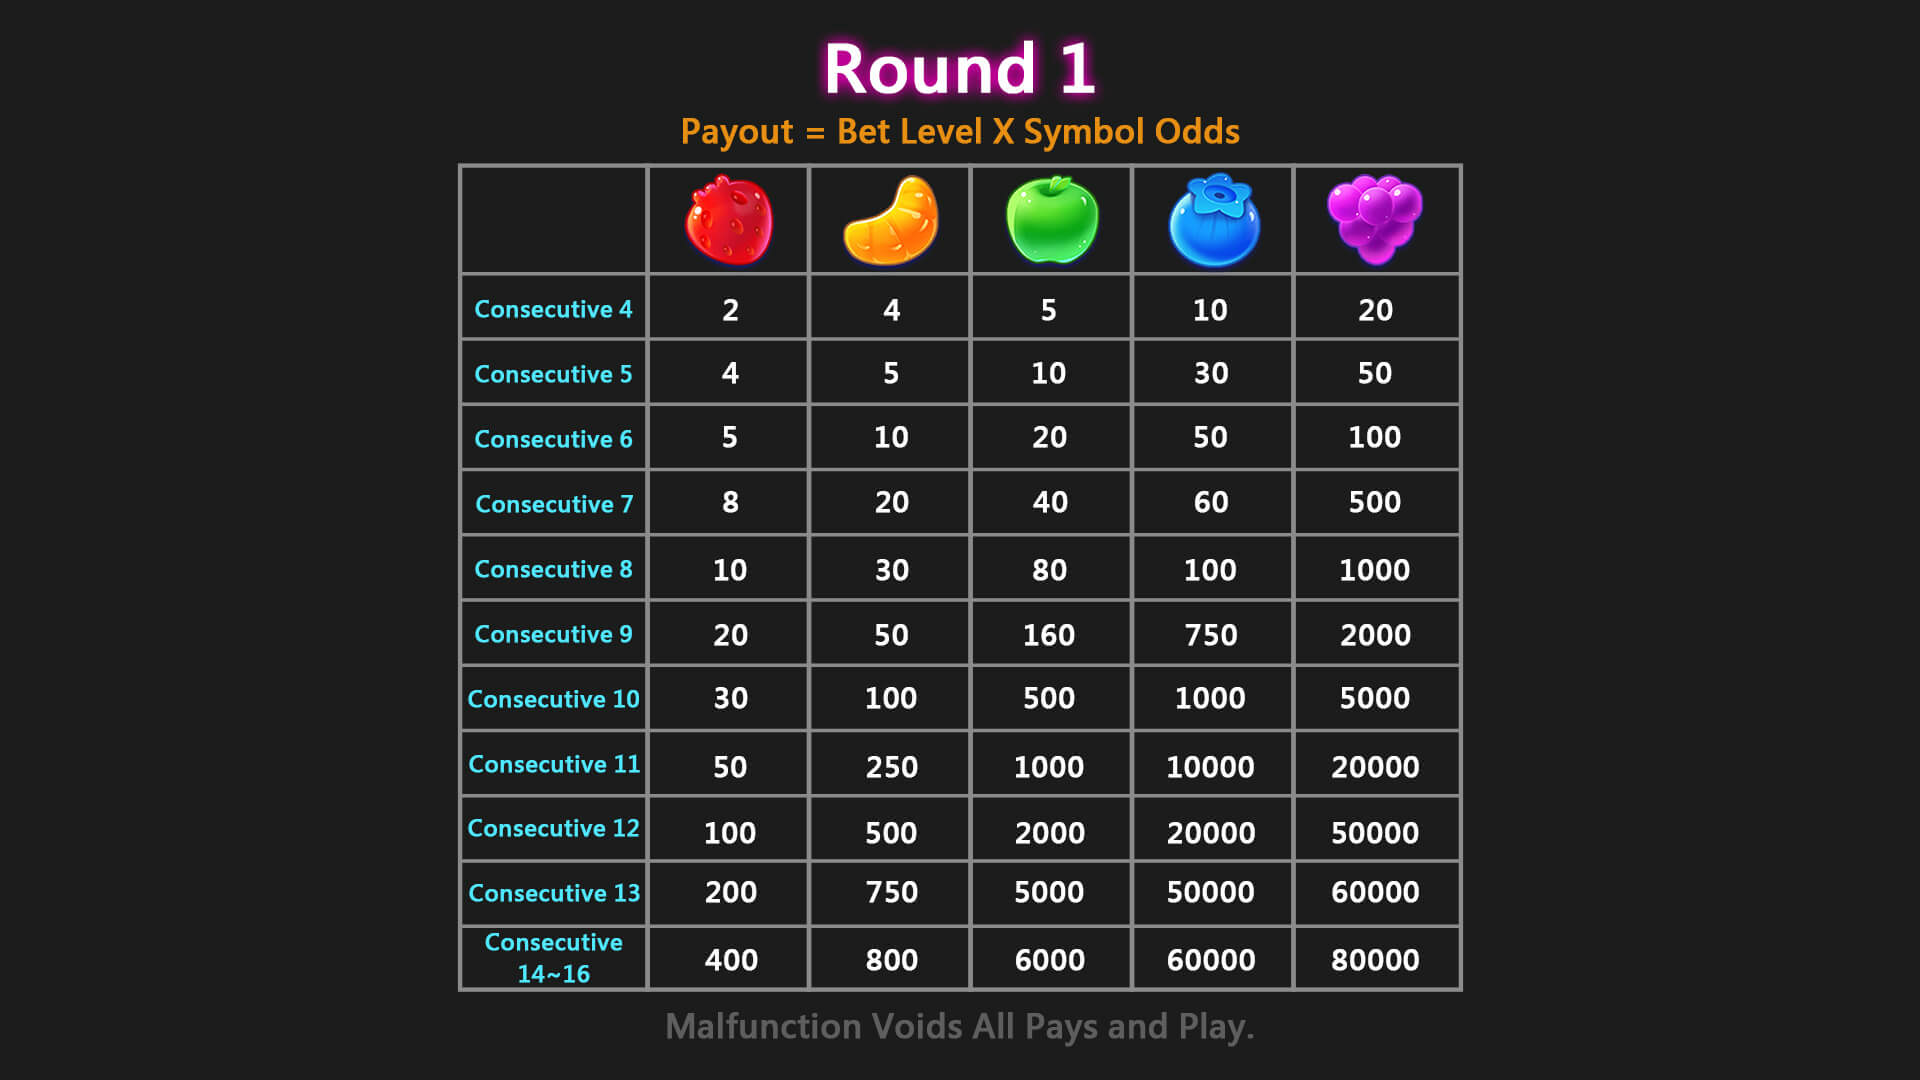 Round 1
Payout = Bet Level X Symbol Odds
Consecutive 4 2 4 5 10 20
Consecutive 5 4 5 10 30 50
Consecutive 6 5 10 20 50 100
Consecutive 7 8 20 40 60 500
Consecutive 8 10 30 80 100 1000
Consecutive 9 20 50 160 750 2000
Consecutive 10 30 100 500 1000 5000
Consecutive 11 50 250 1000 10000 20000
Consecutive 12 100 500 2000 20000 50000
Consecutive 13 200 750 5000 50000 60000
Consecutive
14~16 400 800 6000 60000 80000
Malfunction Voids All Pays and Play.